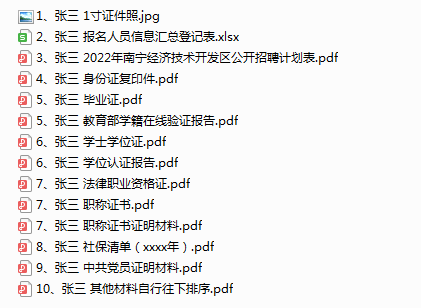 1、张三 1寸证件照.jpg
2、张三 报名人员信息汇总登记表.xlsx
3、张三 2022年南宁经济技术开发区公开招聘计划表.pdf
4、张三 身份证复印件.pdf
5、张三 毕业证.pdf
5、张三 教育部学籍在线验证报告.pdf
6、张三 学士学位证.pdf
6、张三 学位认证报告.pdf
7、张三 法律职业资格证.pdf
7、张三 职称证书.pdf
7、张三 职称证书证明材料.pdf
8、张三 社保清单（xxxx年）.pdf
9、张三 中共党员证明材料.pdf
10、张三 其他材料自行往下排序.pdf